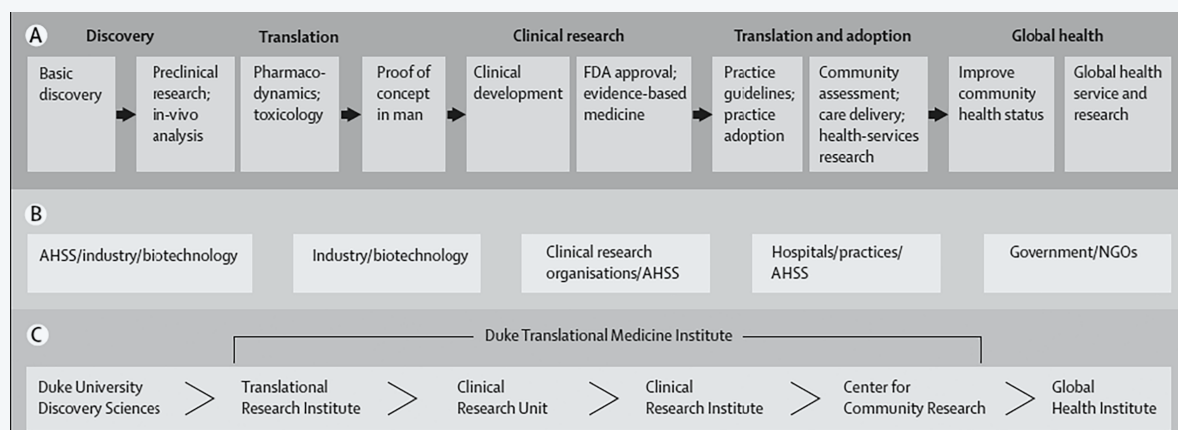 A
Discovery
Translation
Clinical research
Translation and adoption
Global health
Basic
discovery
Preclinical
research;
in-vivo
analysis
Pharmaco-
dynamics;
toxicology
Proof of
concept
in man
Clinical
development
FDA approval;
evidence-based
medicine
Practice
guidelines;
practice
adoption
Community
assessment;
care delivery;
health-services
research
Improve
community
health status
Global health
service and
research
B
AHSS/industry/biotechnology
Industry/biotechnology
Clinical research
organisations/AHSS
Hospitals/practices/
AHSS
Government/NGOs
C
Duke Translational Medicine Institute
Duke University
Discovery Sciences
Translational
Research Institute
Clinical
Research Unit
Clinical
Research Institute
Center for
Community Research
Global
Health Institute